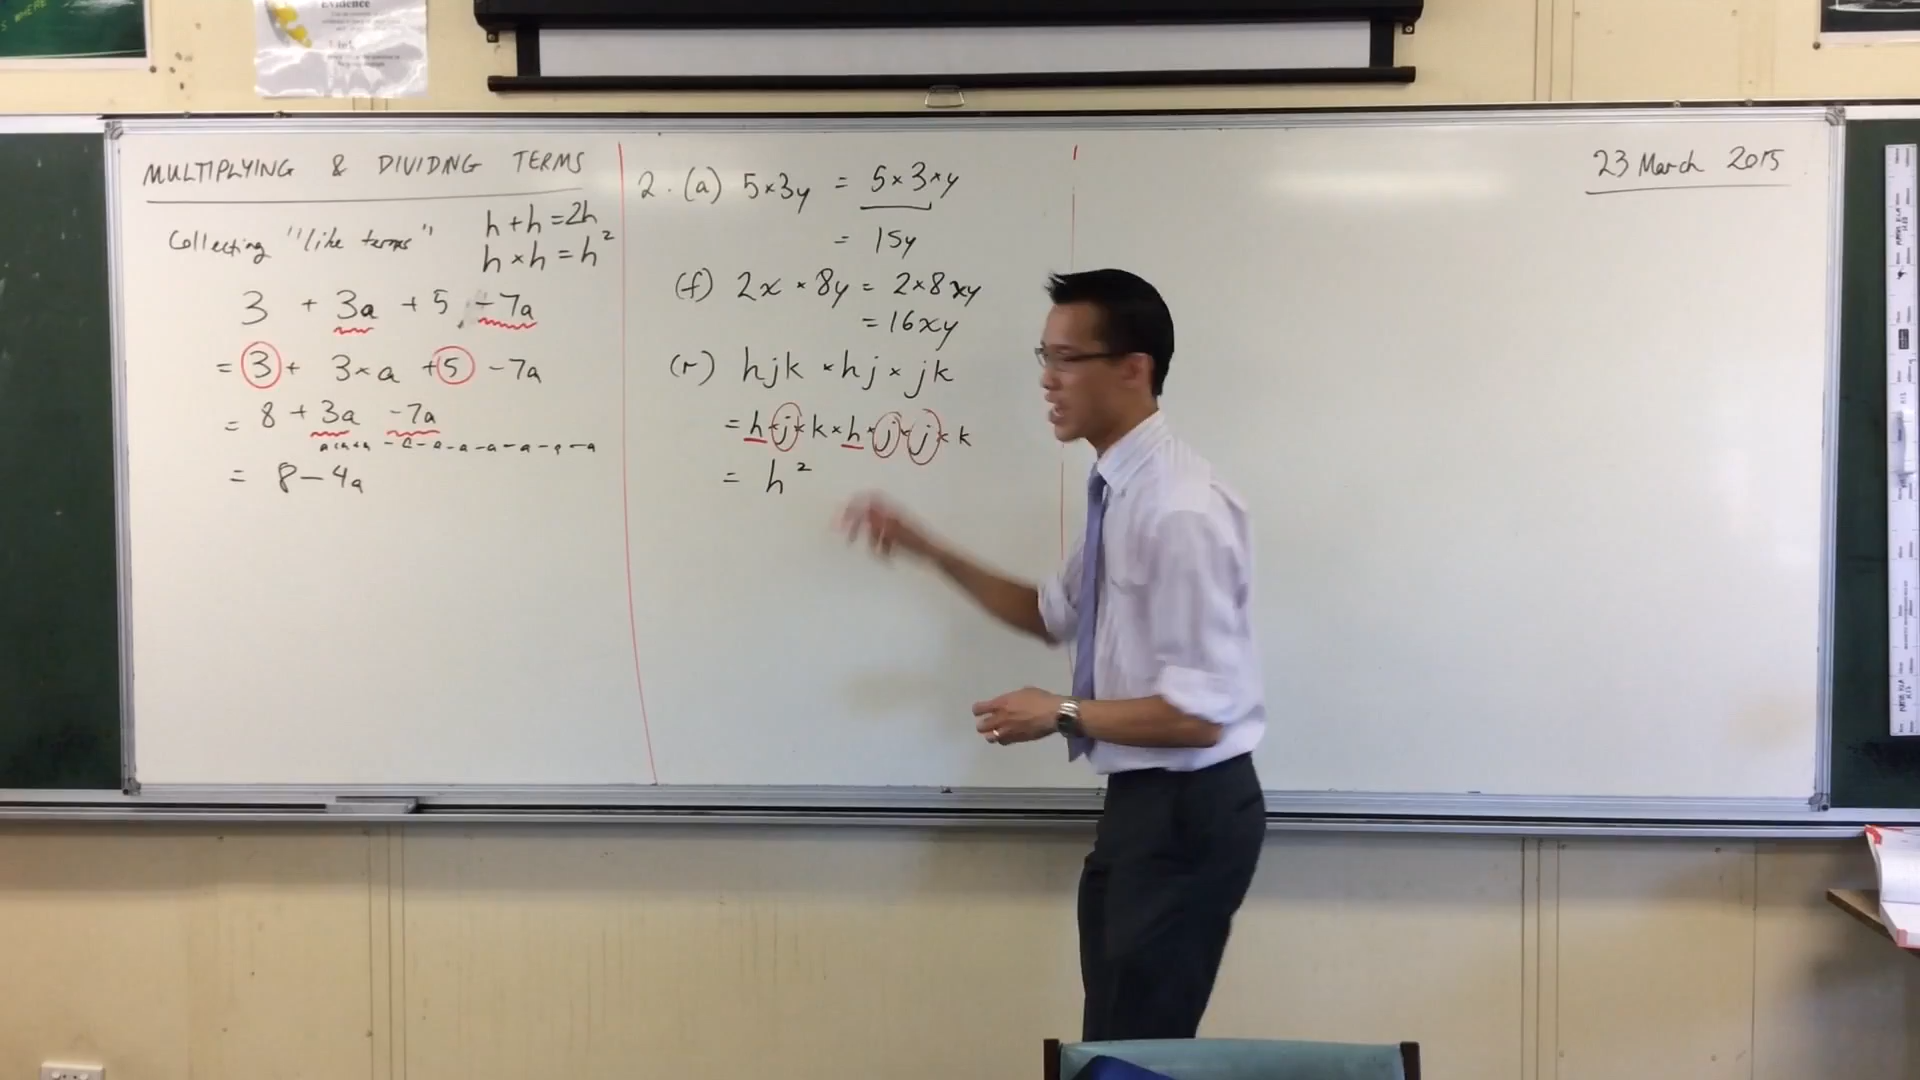 Evidence
MULTIPLYING & DIVIDNG TERMS
Collecting "like terms"
h + h = 2h
h × h = h²
3 + 3a + 5 - 7a
= 3 + 3×a + 5 - 7a
= 8 + 3a - 7a
= 8 - 4a
2. (a) 5×3y = 5×3×y
= 15y
(f) 2x × 8y = 2×8xy
= 16xy
(r) hjk × hj × jk
= h × j × k × h × j × j × k
= h²
23 March 2015